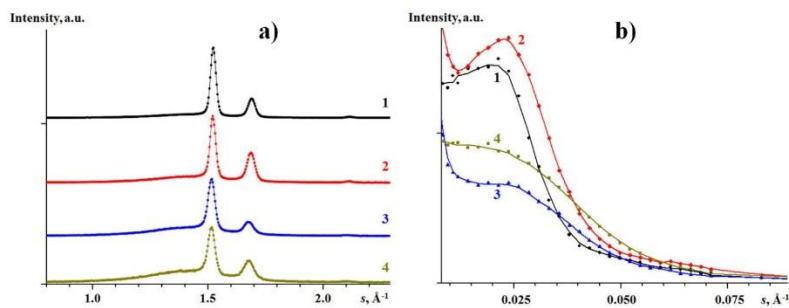 Intensity, a.u.
a)
1
2
3
4
1.0
1.5
2.0
s, Å-1
Intensity, a.u.
b)
2
1
4
3
0.025
0.050
0.075
s, Å-1